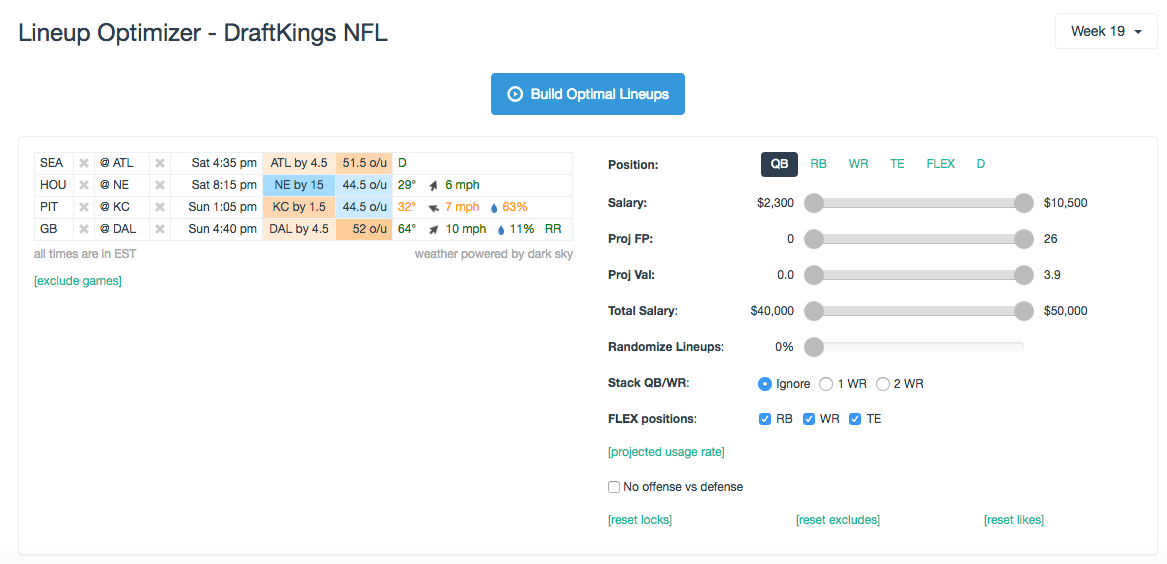 Lineup Optimizer - DraftKings NFL
Week 19
Build Optimal Lineups
SEA @ ATL Sat 4:35 pm ATL by 4.5 51.5 o/u D
HOU @ NE Sat 8:15 pm NE by 15 44.5 o/u 29° 6 mph
PIT @ KC Sun 1:05 pm KC by 1.5 44.5 o/u 32° 7 mph 63%
GB @ DAL Sun 4:40 pm DAL by 4.5 52 o/u 64° 10 mph 11% RR
all times are in EST weather powered by dark sky
[exclude games]
Position: QB RB WR TE FLEX D
Salary: $2,300 $10,500
Proj FP: 0 26
Proj Val: 0.0 3.9
Total Salary: $40,000 $50,000
Randomize Lineups: 0%
Stack QB/WR: Ignore 1 WR 2 WR
FLEX positions: RB WR TE
[projected usage rate]
No offense vs defense
[reset locks] [reset excludes] [reset likes]